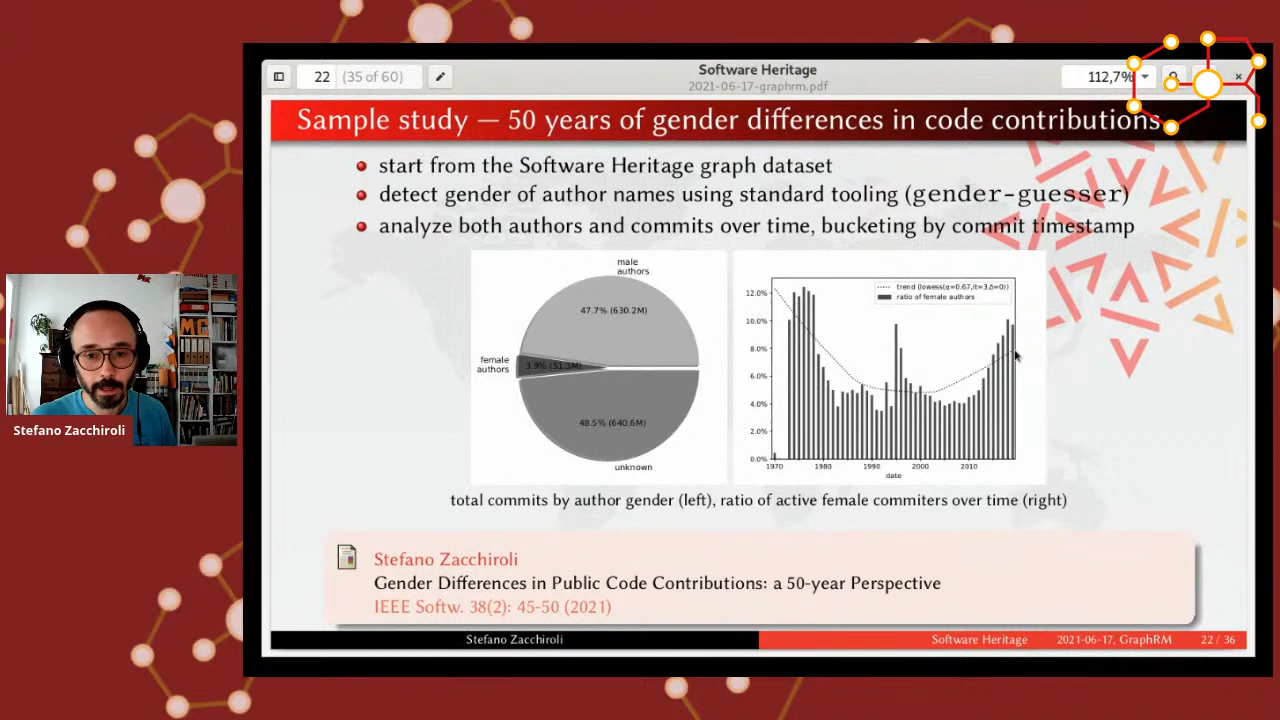 22 (35 of 60)
Software Heritage
2021-06-17-graphrm.pdf
112,7%
Sample study — 50 years of gender differences in code contributions
start from the Software Heritage graph dataset
detect gender of author names using standard tooling (gender-guesser)
analyze both authors and commits over time, bucketing by commit timestamp
male
authors
47.7% (630.2M)
female
authors
3.9% (51.3M)
48.5% (640.6M)
unknown
trend (lowess(α=0.67,it=3,δ=0))
ratio of female authors
12.0%
10.0%
8.0%
6.0%
4.0%
2.0%
0.0%
1970 1980 1990 2000 2010
date
total commits by author gender (left), ratio of active female commiters over time (right)
Stefano Zacchiroli
Stefano Zacchiroli
Gender Differences in Public Code Contributions: a 50-year Perspective
IEEE Softw. 38(2): 45-50 (2021)
Stefano Zacchiroli Software Heritage 2021-06-17, GraphRM 22 / 36